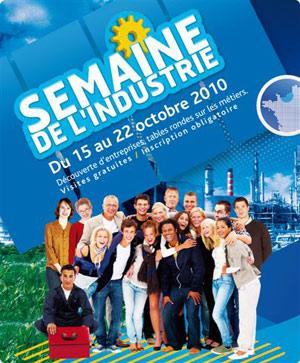 SEMAINE
DE L'INDUSTRIE
Du 15 au 22 octobre 2010
Découverte d'entreprises, tables rondes sur les métiers.
Visites gratuites / inscription obligatoire